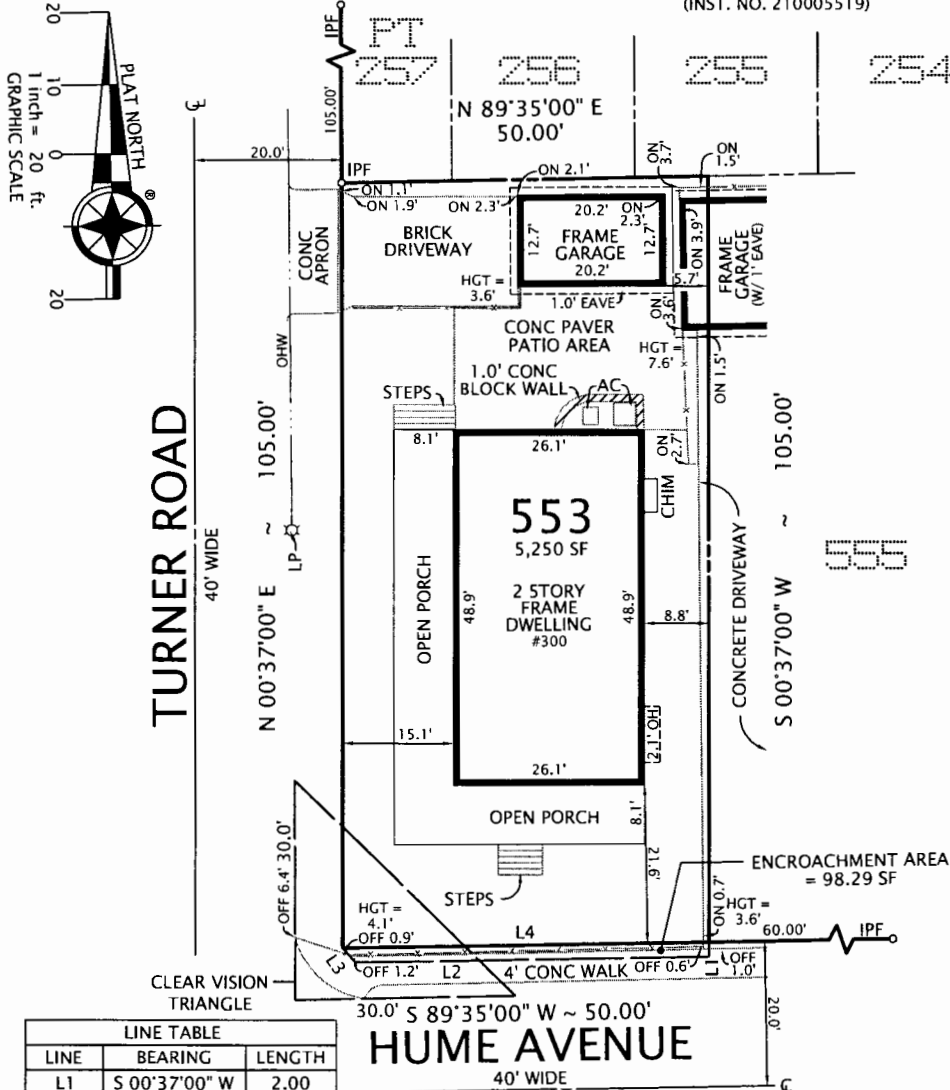 (INST. NO. 210005519)
20
10
0
20
1 inch = 20 ft.
GRAPHIC SCALE
PLAT NORTH
®
IPF
105.00'
PT
257
256
255
254
N 89°35'00" E
50.00'
20.0'
IPF
ON 1.1'
ON 1.9'
ON 2.3'
ON 2.1'
ON 3.7'
ON 1.5'
CONC APRON
BRICK
DRIVEWAY
20.2'
ON 2.3'
12.7'
FRAME
GARAGE
12.7'
20.2'
ON 3.9'
FRAME
GARAGE
(W/ 1' EAVE)
5.7'
HGT =
3.6'
1.0' EAVE
ON 3.6'
OHW
CONC PAVER
PATIO AREA
HGT =
7.6'
ON 1.5'
1.0' CONC
BLOCK WALL
AC
STEPS
8.1'
26.1'
ON 2.7'
CHIM
TURNER ROAD
40' WIDE
N 00°37'00" E ~ 105.00'
LP
OPEN PORCH
48.9'
553
5,250 SF
2 STORY
FRAME
DWELLING
#300
48.9'
8.8'
CONCRETE DRIVEWAY
S 00°37'00" W ~ 105.00'
555
15.1'
2.1' OH
26.1'
OPEN PORCH
8.1'
21.6'
STEPS
ENCROACHMENT AREA
= 98.29 SF
OFF 6.4'
30.0'
HGT =
4.1'
OFF 0.9'
L4
ON 0.7'
HGT =
3.6'
60.00'
IPF
L3
OFF 1.2'
L2
4' CONC WALK
OFF 0.6'
L1
OFF
1.0'
CLEAR VISION
TRIANGLE
30.0'
S 89°35'00" W ~ 50.00'
HUME AVENUE
40' WIDE
20.0'
LINE TABLE
LINE BEARING LENGTH
L1 S 00°37'00" W 2.00